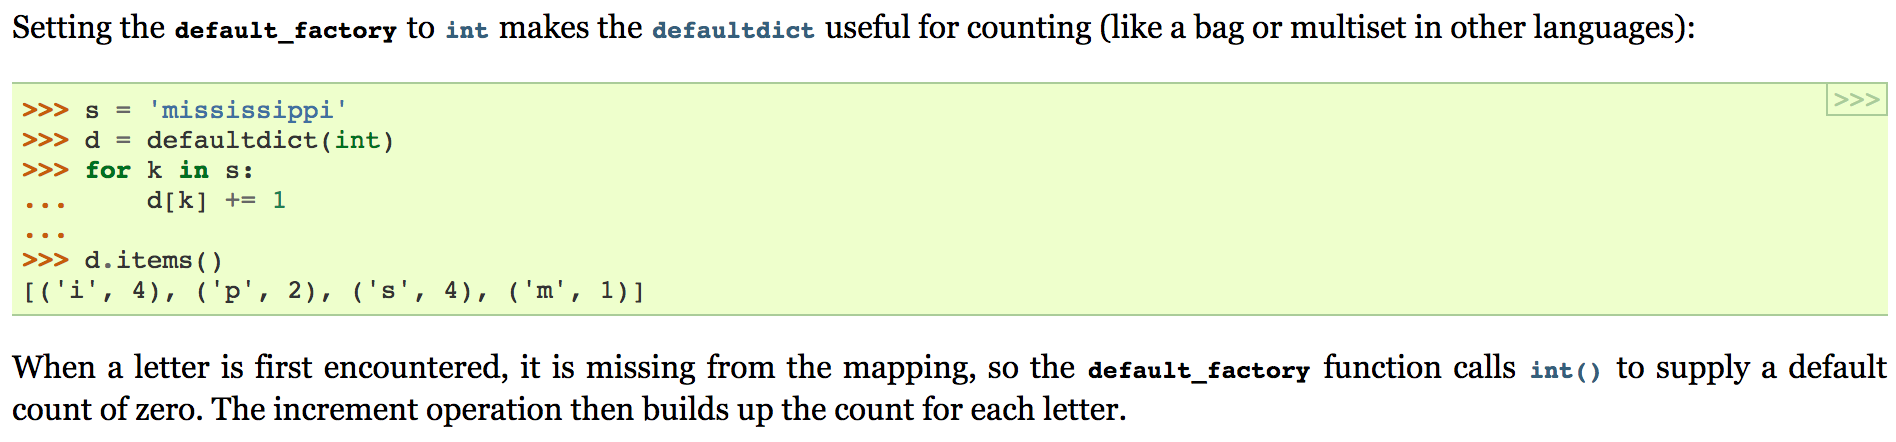 Setting the default_factory to int makes the defaultdict useful for counting (like a bag or multiset in other languages):
>>>
>>> s = 'mississippi'
>>> d = defaultdict(int)
>>> for k in s:
...     d[k] += 1
...
>>> d.items()
[('i', 4), ('p', 2), ('s', 4), ('m', 1)]
When a letter is first encountered, it is missing from the mapping, so the default_factory function calls int() to supply a default
count of zero. The increment operation then builds up the count for each letter.